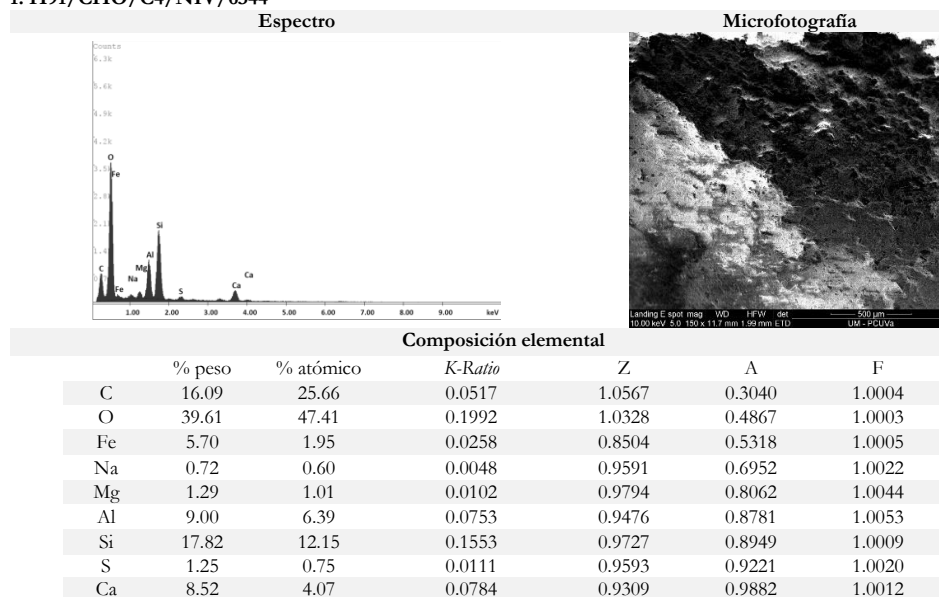 Espectro
Microfotografía
Counts
6.3k
5.6k
4.9k
4.2k
O
Fe
Si
Al
C
Mg
Na
Fe
S
Ca
Ca
1.00 2.00 3.00 4.00 5.00 6.00 7.00 8.00 9.00 keV
Landing E spot mag WD HFW det 500 µm
10.00 keV 5.0 150 x 11.7 mm 1.99 mm ETD UM - PCUVa
Composición elemental
% peso % atómico K-Ratio Z A F
C 16.09 25.66 0.0517 1.0567 0.3040 1.0004
O 39.61 47.41 0.1992 1.0328 0.4867 1.0003
Fe 5.70 1.95 0.0258 0.8504 0.5318 1.0005
Na 0.72 0.60 0.0048 0.9591 0.6952 1.0022
Mg 1.29 1.01 0.0102 0.9794 0.8062 1.0044
Al 9.00 6.39 0.0753 0.9476 0.8781 1.0053
Si 17.82 12.15 0.1553 0.9727 0.8949 1.0009
S 1.25 0.75 0.0111 0.9593 0.9221 1.0020
Ca 8.52 4.07 0.0784 0.9309 0.9882 1.0012